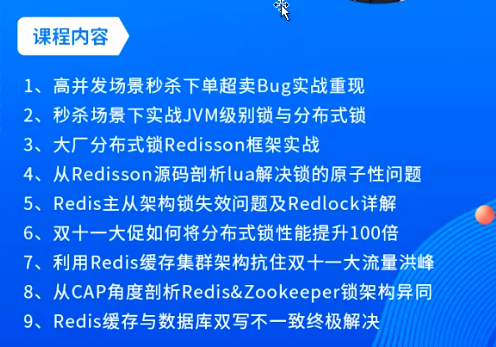 课程内容
1、高并发场景秒杀下单超卖Bug实战重现
2、秒杀场景下实战JVM级别锁与分布式锁
3、大厂分布式锁Redisson框架实战
4、从Redisson源码剖析lua解决锁的原子性问题
5、Redis主从架构锁失效问题及Redlock详解
6、双十一大促如何将分布式锁性能提升100倍
7、利用Redis缓存集群架构抗住双十一大流量洪峰
8、从CAP角度剖析Redis&Zookeeper锁架构异同
9、Redis缓存与数据库双写不一致终极解决